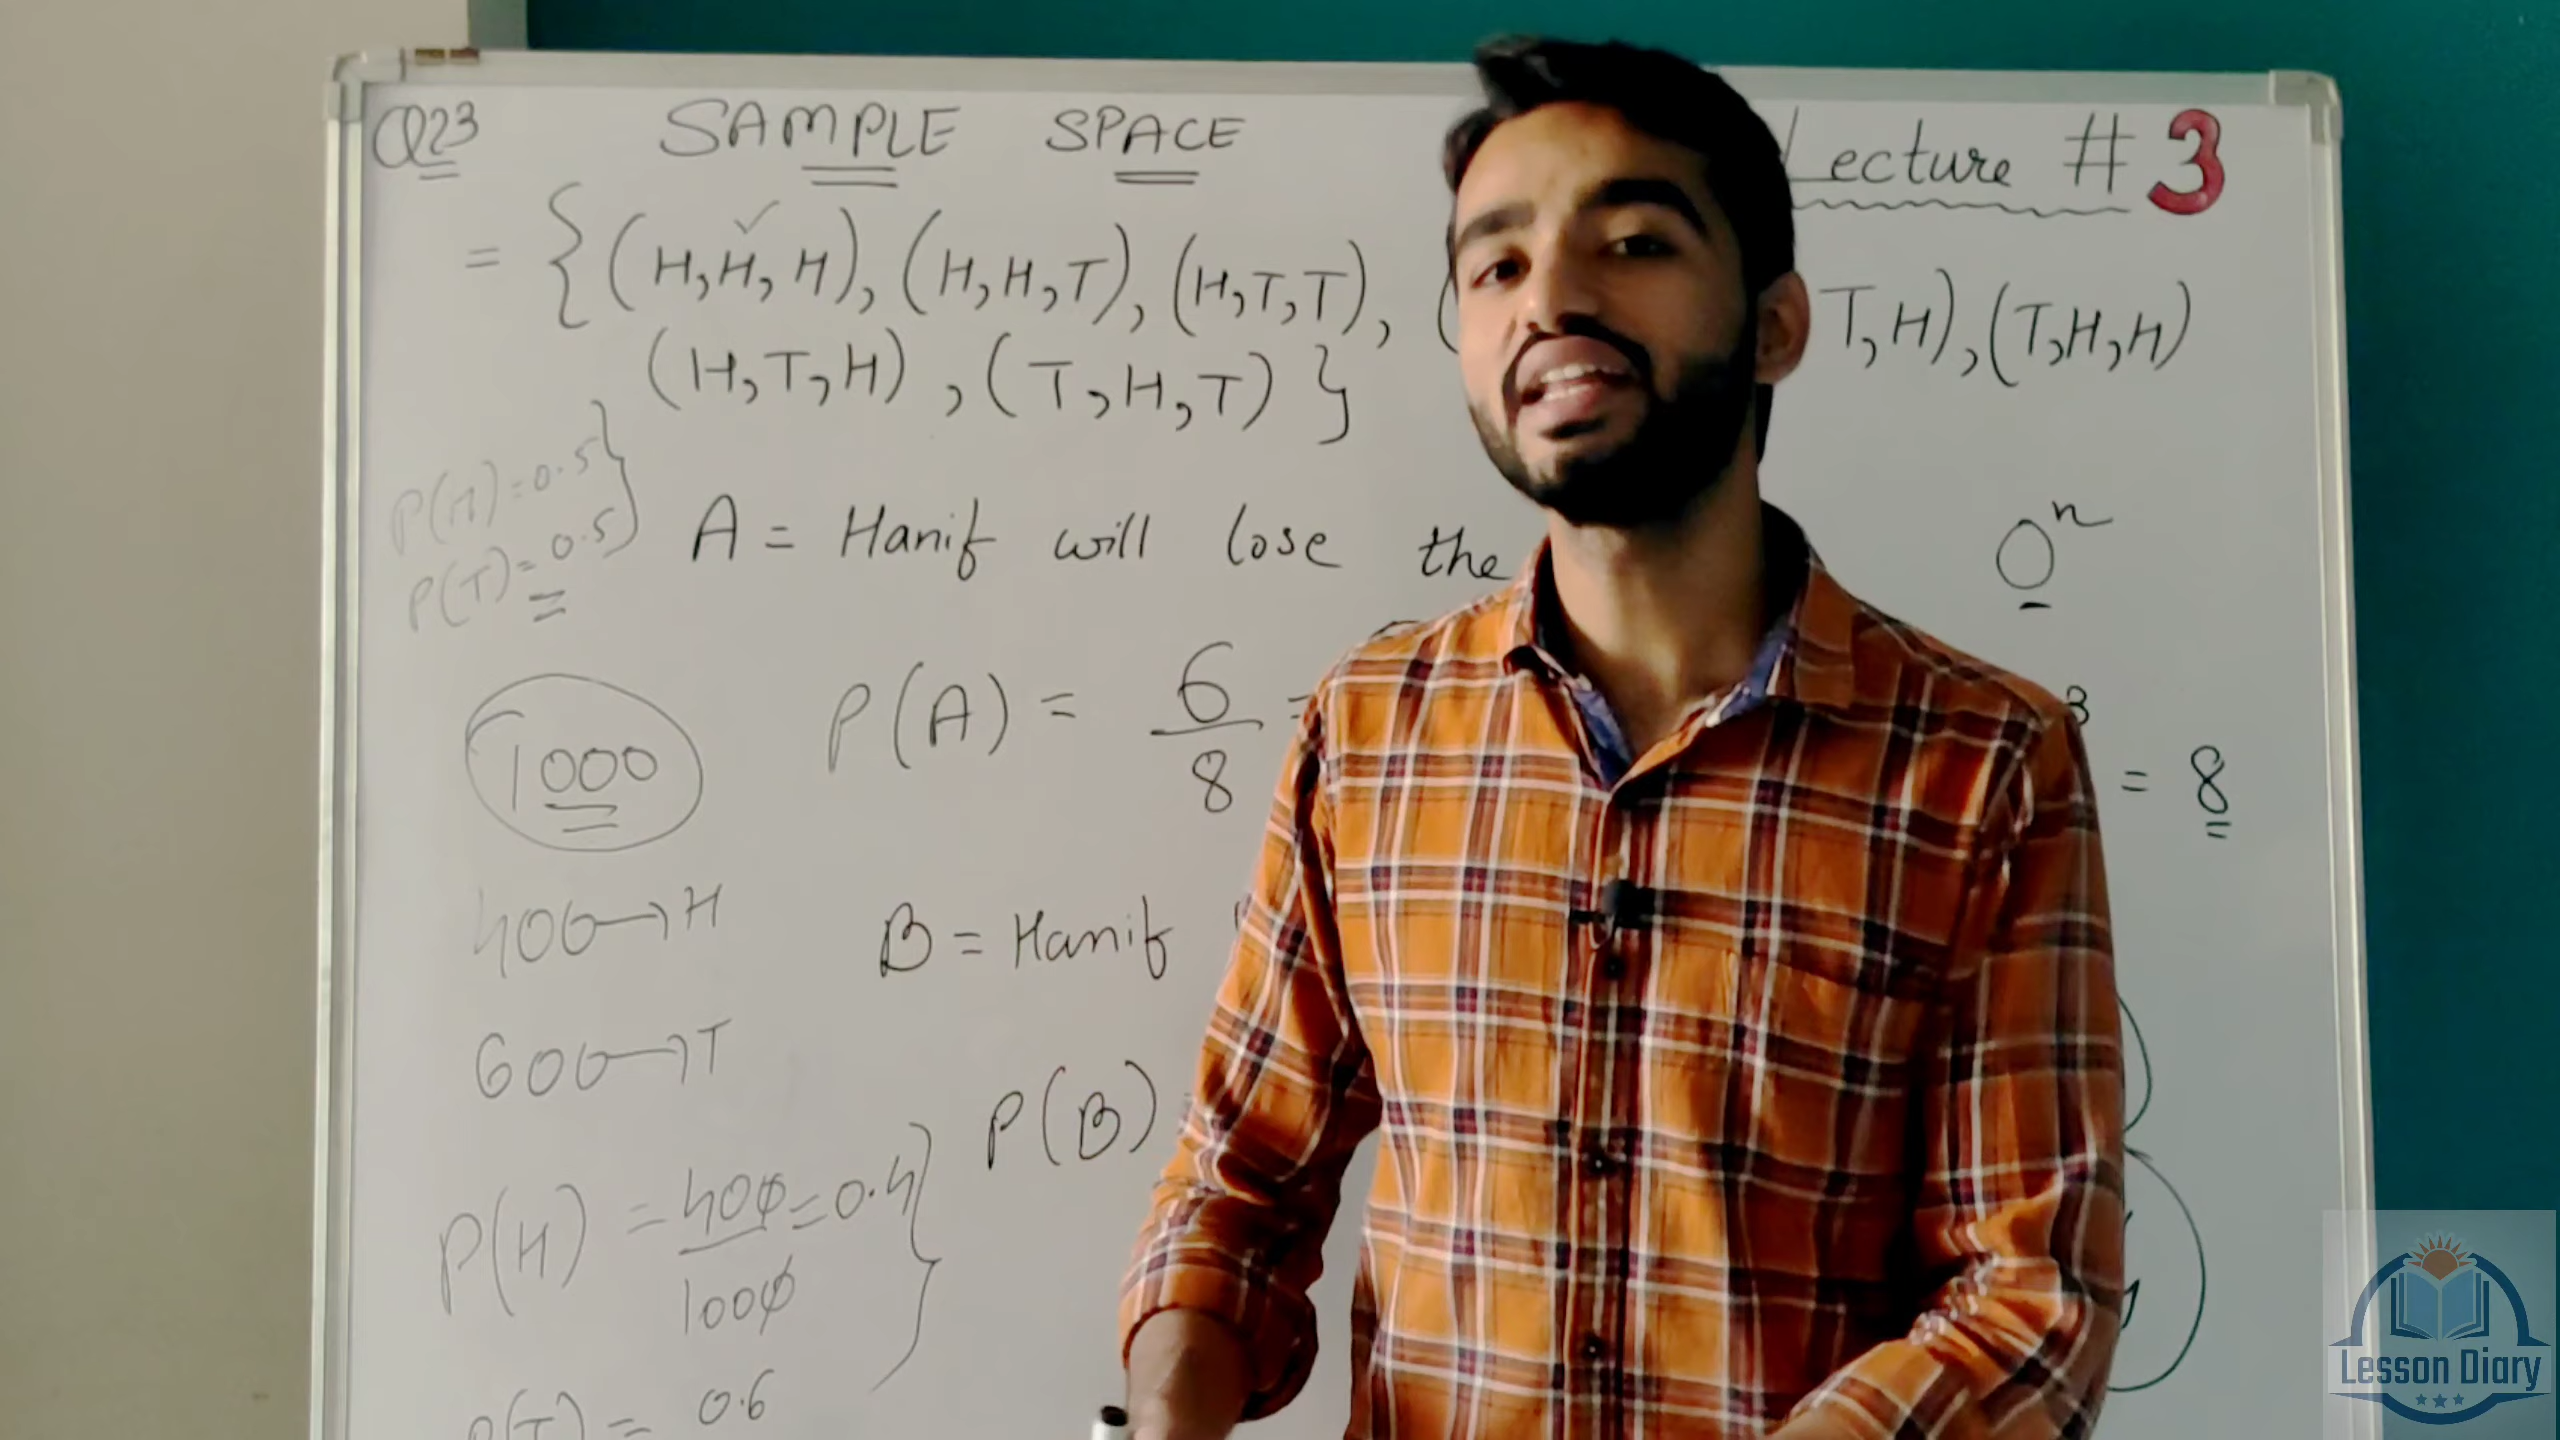 Q23 SAMPLE SPACE Lecture # 3
= {(H,H,H), (H,H,T), (H,T,T), ( T,H), (T,H,H)
(H,T,H), (T,H,T) }
P(H) = 0.5
P(T) = 0.5
A = Hanif will lose the
O^n
P(A) = 6/8 =
3
= 8
1000
400→H
B = Hanif
600→T
P(B)
P(H) = 400/1000 = 0.4
P(T) = 0.6
Lesson Diary